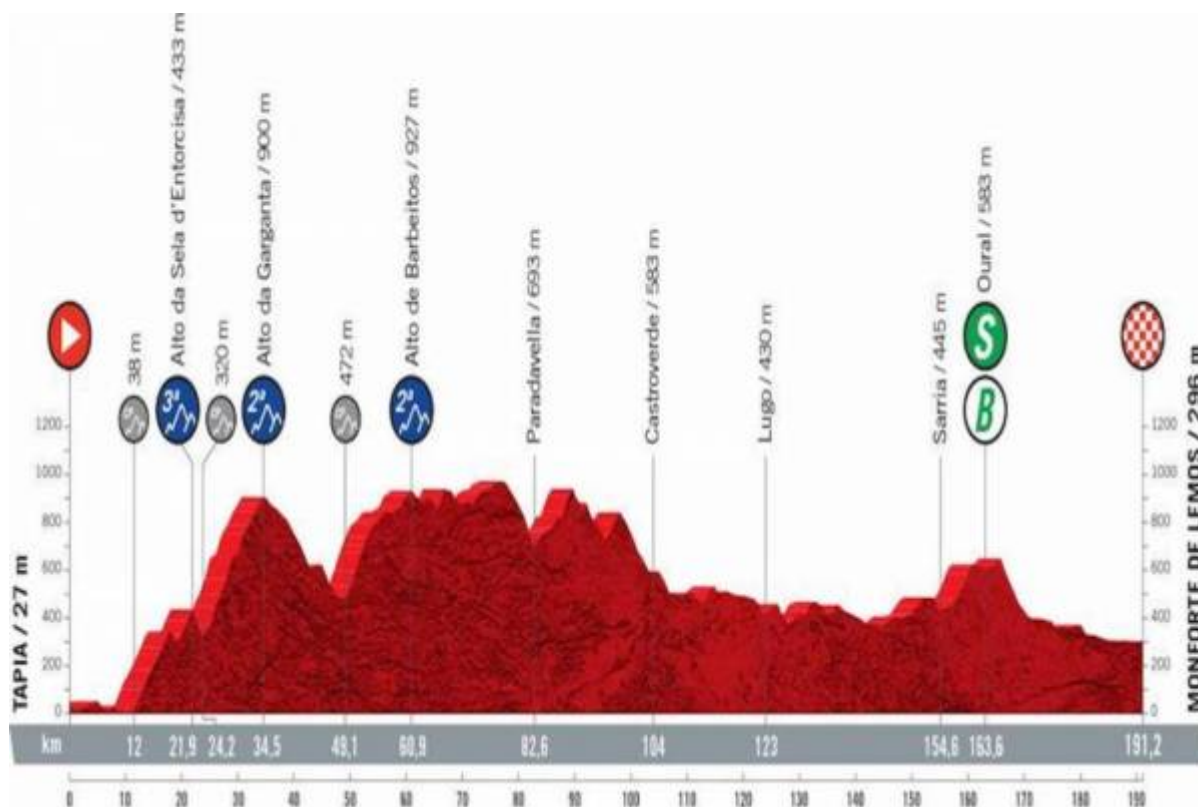 Alto da Sela d'Entorcisa / 433 m
Alto da Garganta / 900 m
Alto de Barbeitos / 927 m
38 m
320 m
472 m
Paradavella / 693 m
Castroverde / 583 m
Lugo / 430 m
Sarria / 445 m
Oural / 583 m
3ª
2ª
2ª
S
B
TAPIA / 27 m
MONFORTE DE LEMOS / 296 m
1200
1000
800
600
400
200
0
1200
1000
800
600
400
200
0
km 12 21,9 24,2 34,5 49,1 60,9 82,6 104 123 154,6 163,6 191,2
0 10 20 30 40 50 60 70 80 90 100 110 120 130 140 150 160 170 180 190